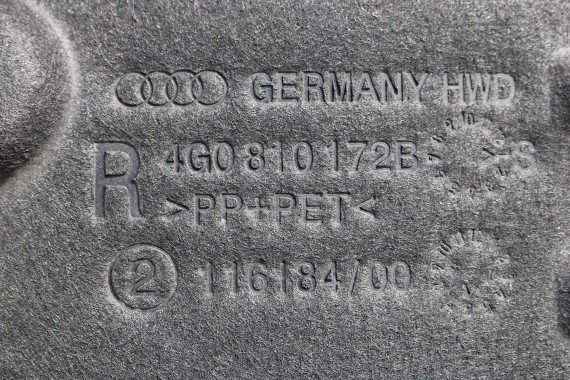 GERMANY HWD
R 4G0 810 172B S
>PP+PET<
2 116184/00